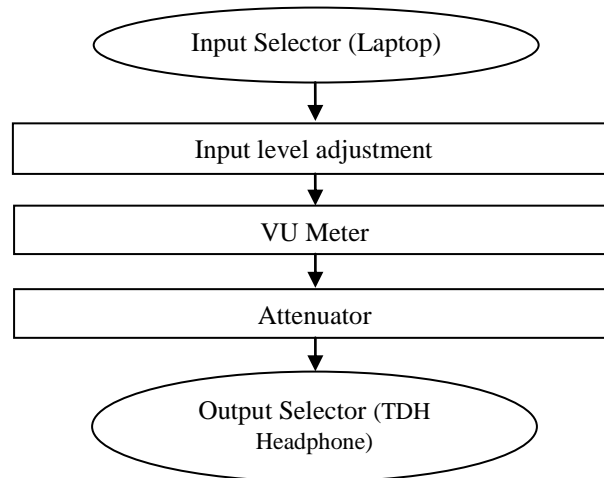 Input Selector (Laptop)
Input level adjustment
VU Meter
Attenuator
Output Selector (TDH
Headphone)